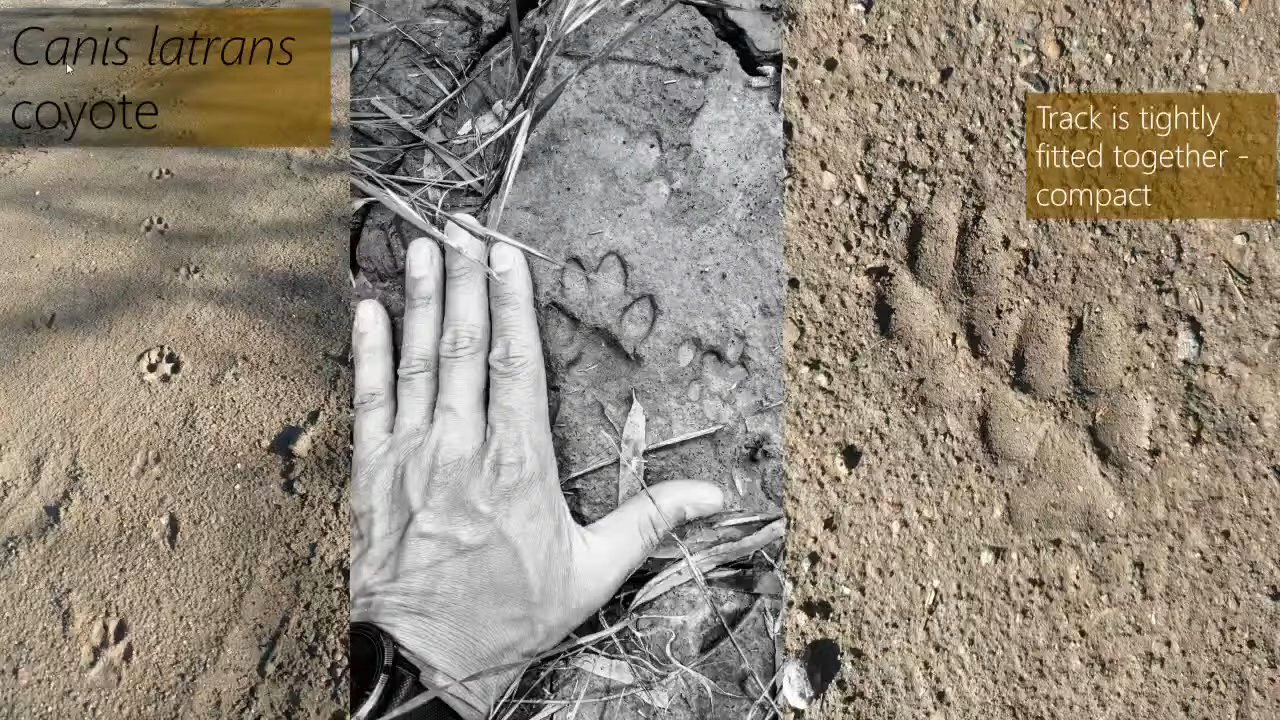 Canis latrans
coyote
Track is tightly
fitted together -
compact